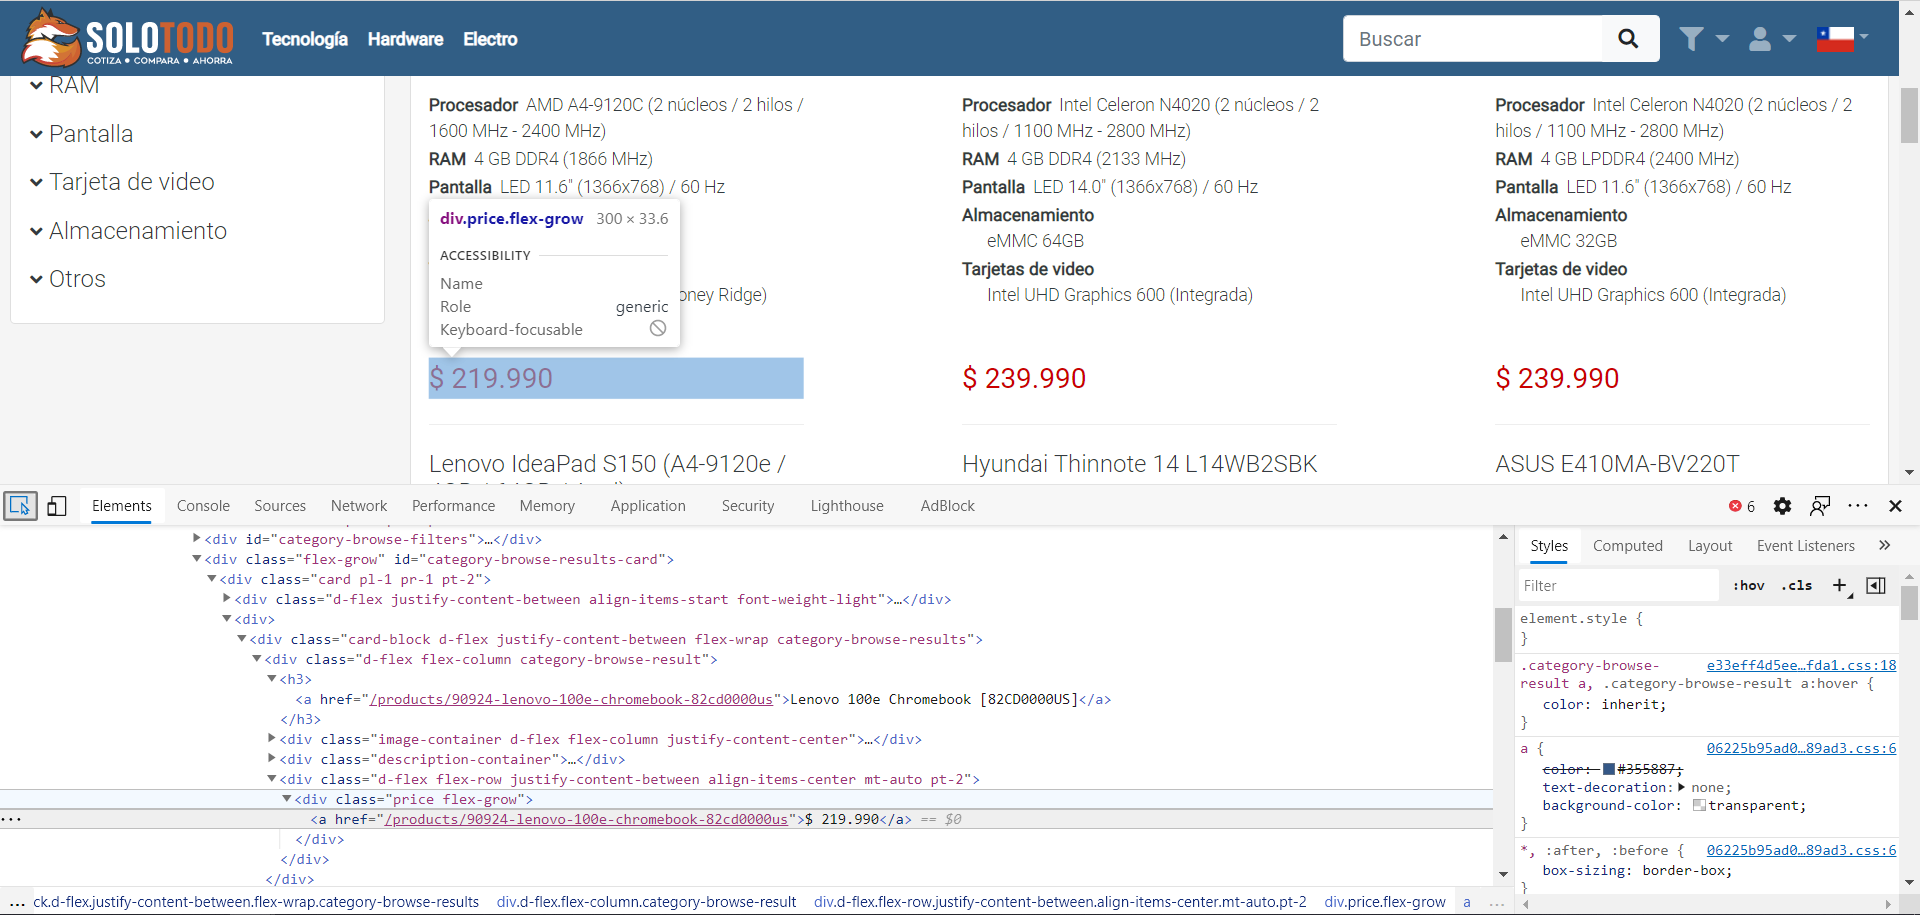 SOLOTODO
COTIZA • COMPARA • AHORRA
Tecnología Hardware Electro
Buscar
RAM
Pantalla
Tarjeta de video
Almacenamiento
Otros
Procesador AMD A4-9120C (2 núcleos / 2 hilos /
1600 MHz - 2400 MHz)
RAM 4 GB DDR4 (1866 MHz)
Pantalla LED 11.6" (1366x768) / 60 Hz
div.price.flex-grow 300 × 33.6
ACCESSIBILITY
Name
Role generic
Keyboard-focusable
oney Ridge)
$ 219.990
Lenovo IdeaPad S150 (A4-9120e /
Procesador Intel Celeron N4020 (2 núcleos / 2
hilos / 1100 MHz - 2800 MHz)
RAM 4 GB DDR4 (2133 MHz)
Pantalla LED 14.0" (1366x768) / 60 Hz
Almacenamiento
eMMC 64GB
Tarjetas de video
Intel UHD Graphics 600 (Integrada)
$ 239.990
Hyundai Thinnote 14 L14WB2SBK
Procesador Intel Celeron N4020 (2 núcleos / 2
hilos / 1100 MHz - 2800 MHz)
RAM 4 GB LPDDR4 (2400 MHz)
Pantalla LED 11.6" (1366x768) / 60 Hz
Almacenamiento
eMMC 32GB
Tarjetas de video
Intel UHD Graphics 600 (Integrada)
$ 239.990
ASUS E410MA-BV220T
Elements Console Sources Network Performance Memory Application Security Lighthouse AdBlock 6
<div id="category-browse-filters">…</div>
<div class="flex-grow" id="category-browse-results-card">
<div class="card pl-1 pr-1 pt-2">
<div class="d-flex justify-content-between align-items-start font-weight-light">…</div>
<div>
<div class="card-block d-flex justify-content-between flex-wrap category-browse-results">
<div class="d-flex flex-column category-browse-result">
<h3>
<a href="/products/90924-lenovo-100e-chromebook-82cd0000us">Lenovo 100e Chromebook [82CD0000US]</a>
</h3>
<div class="image-container d-flex flex-column justify-content-center">…</div>
<div class="description-container">…</div>
<div class="d-flex flex-row justify-content-between align-items-center mt-auto pt-2">
<div class="price flex-grow">
<a href="/products/90924-lenovo-100e-chromebook-82cd0000us">$ 219.990</a> == $0
</div>
</div>
</div>
... ck.d-flex.justify-content-between.flex-wrap.category-browse-results div.d-flex.flex-column.category-browse-result div.d-flex.flex-row.justify-content-between.align-items-center.mt-auto.pt-2 div.price.flex-grow a ...
Styles Computed Layout Event Listeners
Filter :hov .cls +
element.style {
}
.category-browse- e33eff4d5ee…fda1.css:18
result a, .category-browse-result a:hover {
color: inherit;
}
a { 06225b95ad0…89ad3.css:6
color: #355887;
text-decoration: none;
background-color: transparent;
}
*, :after, :before { 06225b95ad0…89ad3.css:6
box-sizing: border-box;
}